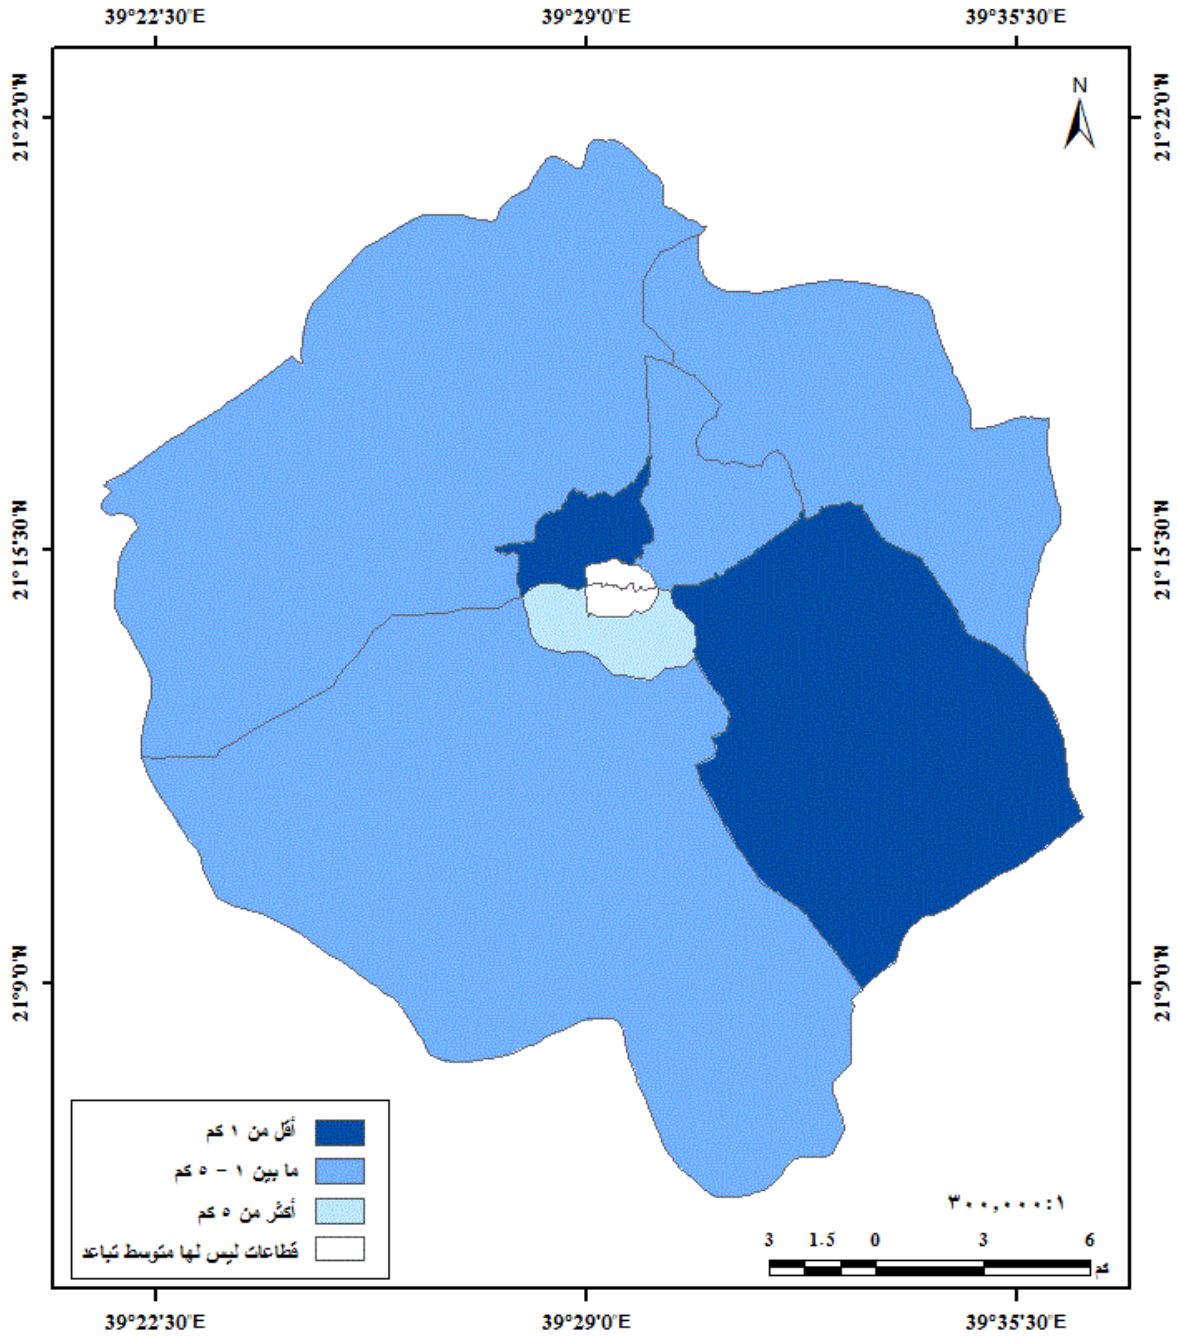 39°22'30"E 39°29'0"E 39°35'30"E
N
21°22'0"N 21°22'0"N
21°15'30"N 21°15'30"N
21°9'0"N 21°9'0"N
أقل من ١ كم
ما بين ١ - ٥ كم
أكثر من ٥ كم
قطاعات ليس لها متوسط تباعد
٣٠٠,٠٠٠:١
3 1.5 0 3 6
كم
39°22'30"E 39°29'0"E 39°35'30"E